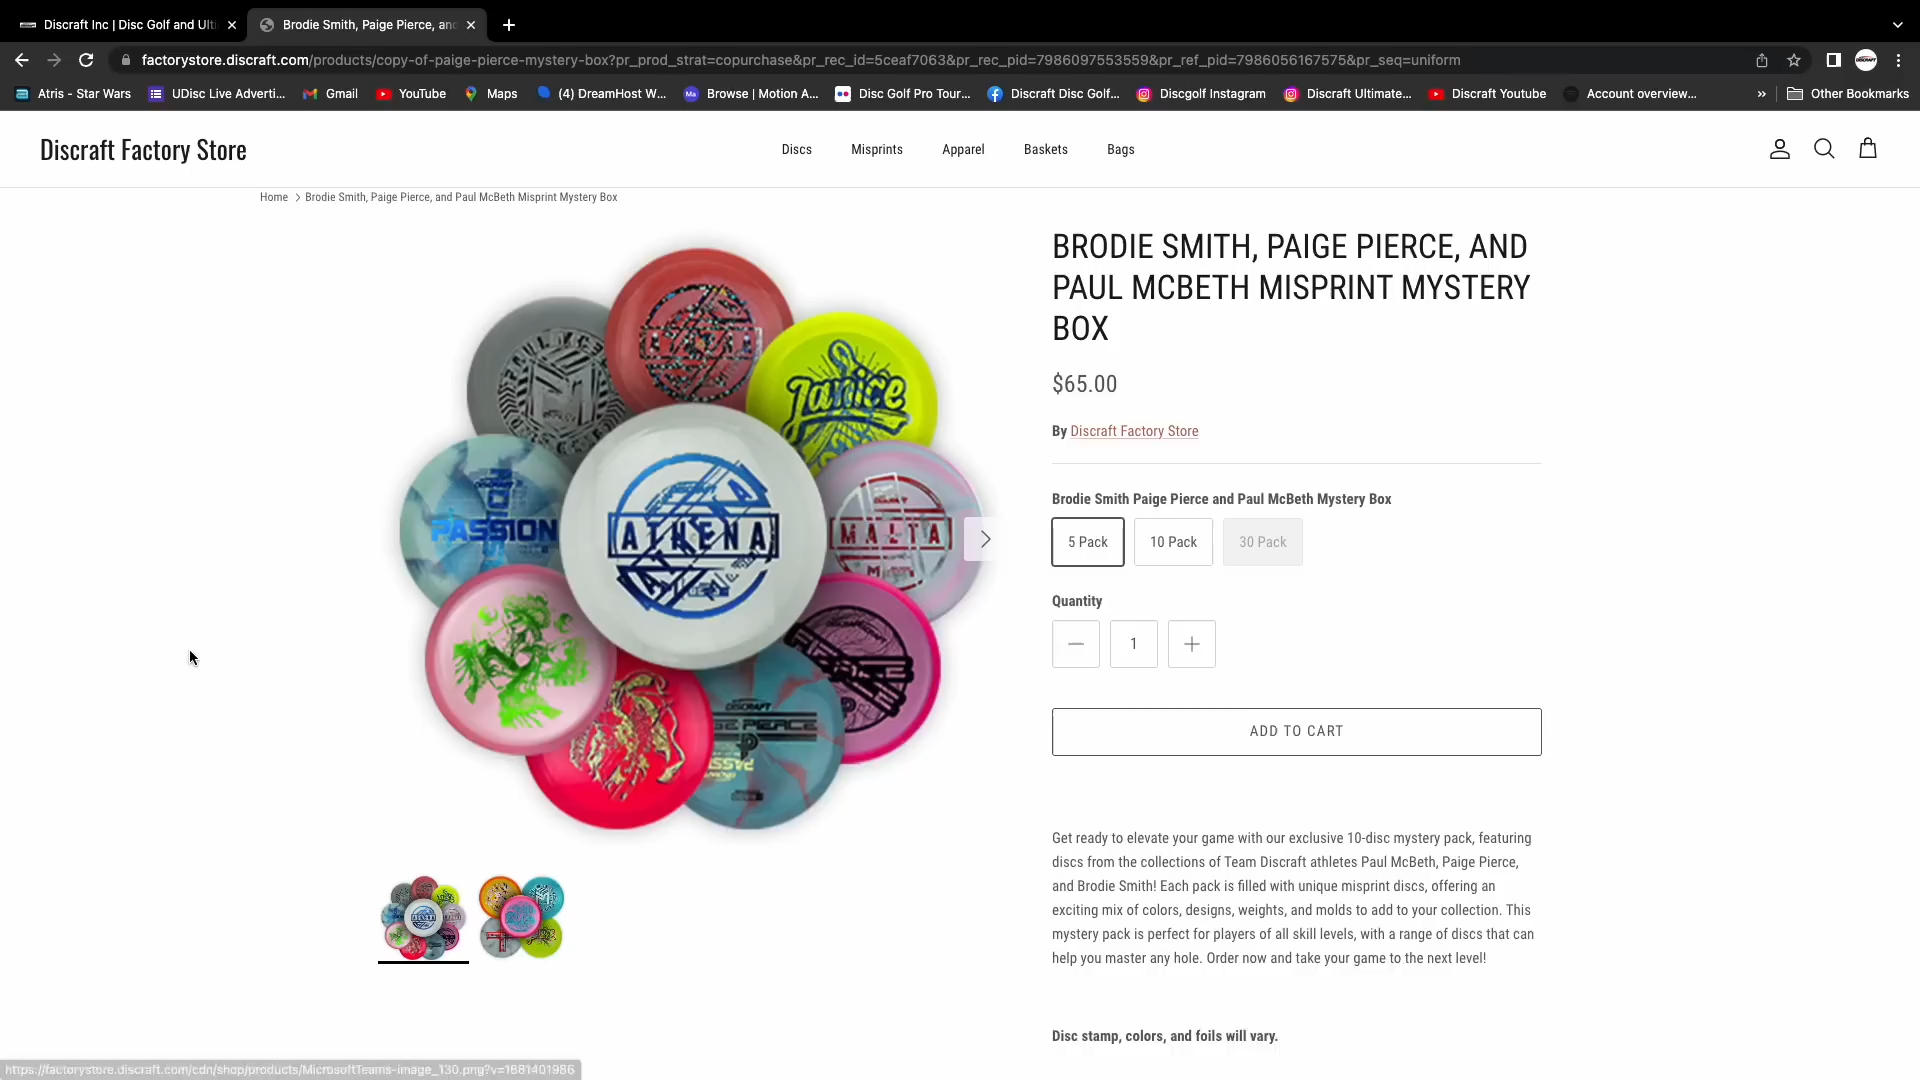 Discraft Inc | Disc Golf and Ulti
Brodie Smith, Paige Pierce, and
factorystore.discraft.com/products/copy-of-paige-pierce-mystery-box?pr_prod_strat=copurchase&pr_rec_id=5ceaf7063&pr_rec_pid=7986097553559&pr_ref_pid=7986056167575&pr_seq=uniform
Atris - Star Wars
UDisc Live Adverti...
Gmail
YouTube
Maps
(4) DreamHost W...
Browse | Motion A...
Disc Golf Pro Tour...
Discraft Disc Golf...
Discgolf Instagram
Discraft Ultimate...
Discraft Youtube
Account overview...
»
Other Bookmarks
Discraft Factory Store
Discs
Misprints
Apparel
Baskets
Bags
Home > Brodie Smith, Paige Pierce, and Paul McBeth Misprint Mystery Box
Janice
PASSION
ATHENA
MALTA
DISCRAFT
BRODIE SMITH, PAIGE PIERCE, AND
PAUL MCBETH MISPRINT MYSTERY
BOX
$65.00
By Discraft Factory Store
Brodie Smith Paige Pierce and Paul McBeth Mystery Box
5 Pack
10 Pack
30 Pack
Quantity
1
ADD TO CART
Get ready to elevate your game with our exclusive 10-disc mystery pack, featuring
discs from the collections of Team Discraft athletes Paul McBeth, Paige Pierce,
and Brodie Smith! Each pack is filled with unique misprint discs, offering an
exciting mix of colors, designs, weights, and molds to add to your collection. This
mystery pack is perfect for players of all skill levels, with a range of discs that can
help you master any hole. Order now and take your game to the next level!
Disc stamp, colors, and foils will vary.
https://factorystore.discraft.com/cdn/shop/products/MicrosoftTeams-image_130.png?v=1681401986